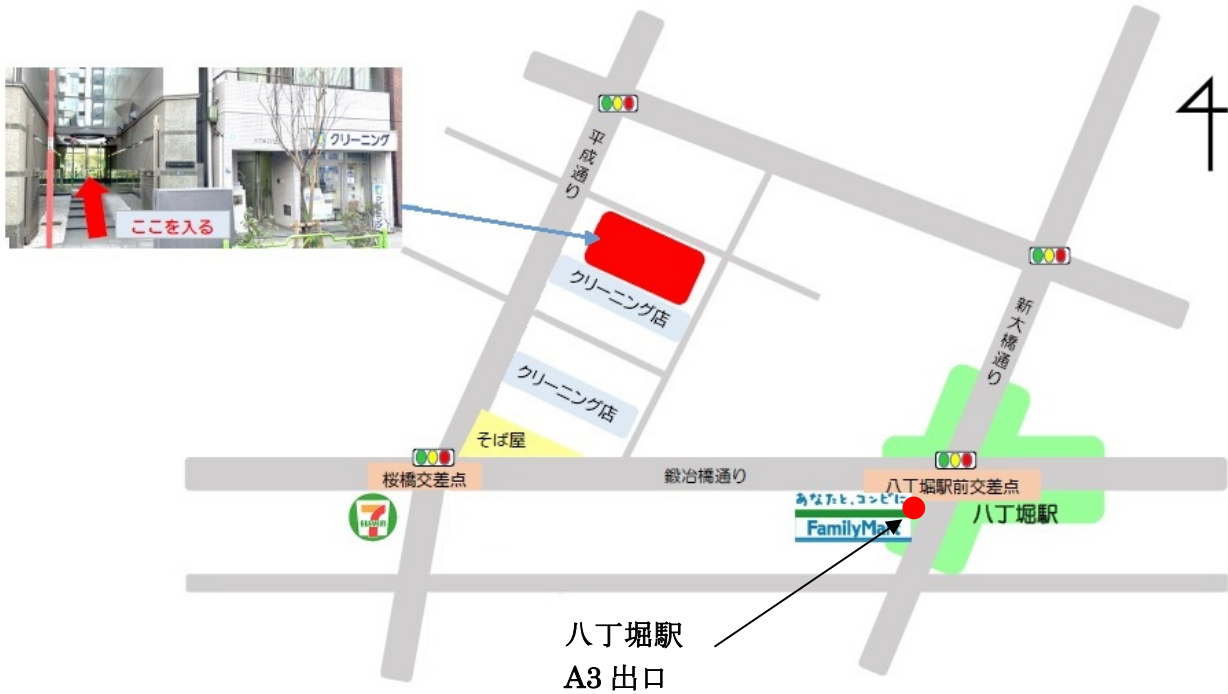 クリーニング
ここを入る
平成通り
クリーニング店
新大橋通り
クリーニング店
そば屋
桜橋交差点
鍛冶橋通り
八丁堀駅前交差点
あなたと、コンビに
FamilyMart
7
ELEVEn
八丁堀駅
八丁堀駅
A3 出口